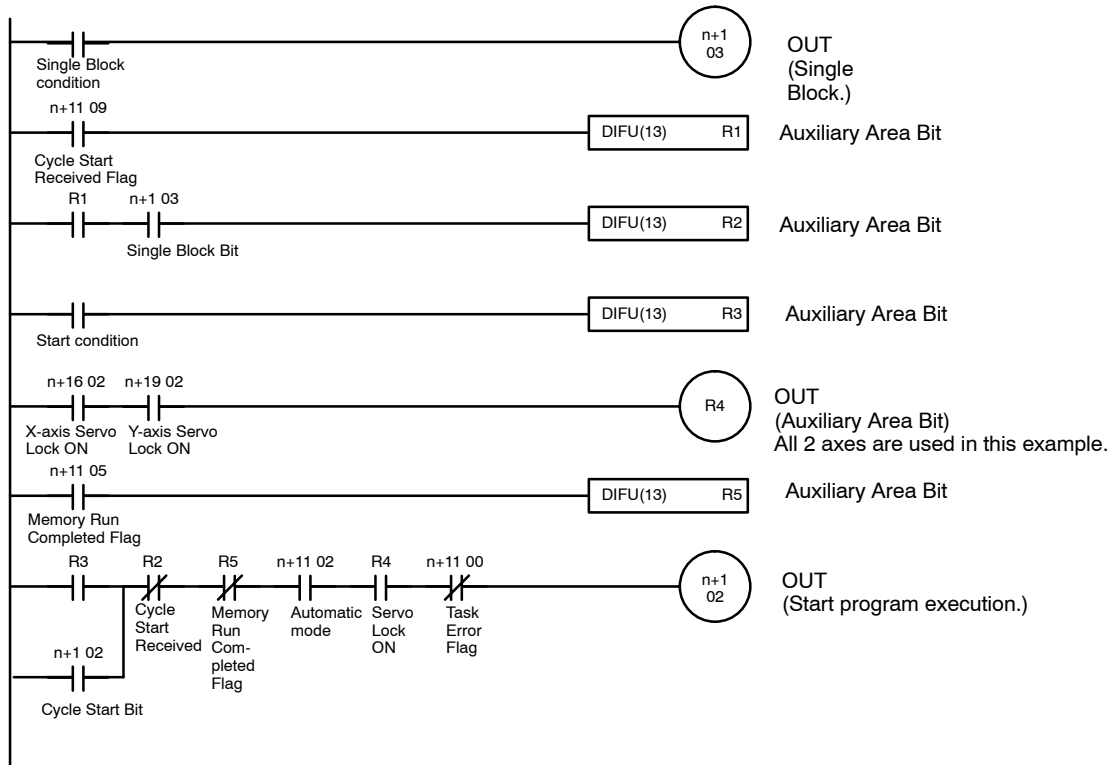 n+1
03
OUT
(Single
Block.)
Single Block
condition
n+11 09
DIFU(13) R1
Auxiliary Area Bit
Cycle Start
Received Flag
R1 n+1 03
DIFU(13) R2
Auxiliary Area Bit
Single Block Bit
DIFU(13) R3
Auxiliary Area Bit
Start condition
n+16 02 n+19 02
R4
OUT
(Auxiliary Area Bit)
All 2 axes are used in this example.
X-axis Servo
Lock ON
Y-axis Servo
Lock ON
n+11 05
DIFU(13) R5
Auxiliary Area Bit
Memory Run
Completed Flag
R3 R2 R5 n+11 02 R4 n+11 00
n+1
02
OUT
(Start program execution.)
Cycle
Start
Received
Memory
Run
Com-
pleted
Flag
Automatic
mode
Servo
Lock
ON
Task
Error
Flag
n+1 02
Cycle Start Bit